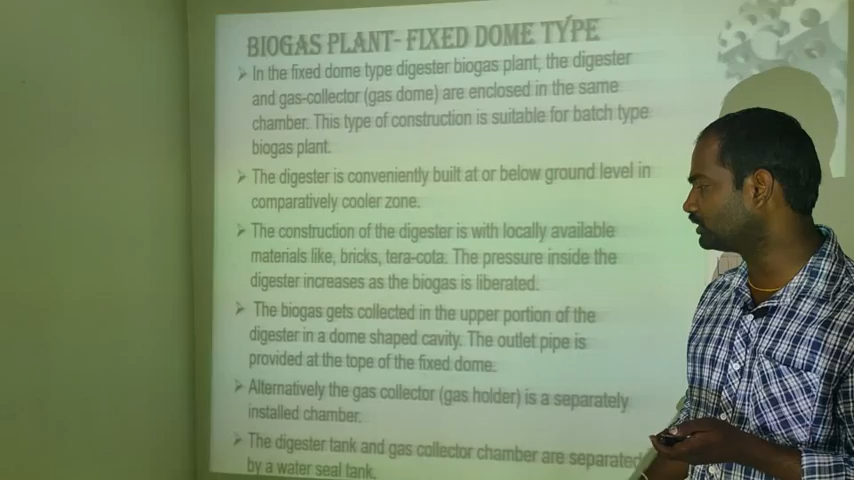 BIOGAS PLANT- FIXED DOME TYPE
➢ In the fixed dome type digester biogas plant, the digester
and gas-collector (gas dome) are enclosed in the same
chamber. This type of construction is suitable for batch type
biogas plant.
➢ The digester is conveniently built at or below ground level in
comparatively cooler zone.
➢ The construction of the digester is with locally available
materials like, bricks, tera-cota. The pressure inside the
digester increases as the biogas is liberated.
➢ The biogas gets collected in the upper portion of the
digester in a dome shaped cavity. The outlet pipe is
provided at the tope of the fixed dome.
➢ Alternatively the gas collector (gas holder) is a separately
installed chamber.
➢ The digester tank and gas collector chamber are separated
by a water seal tank.